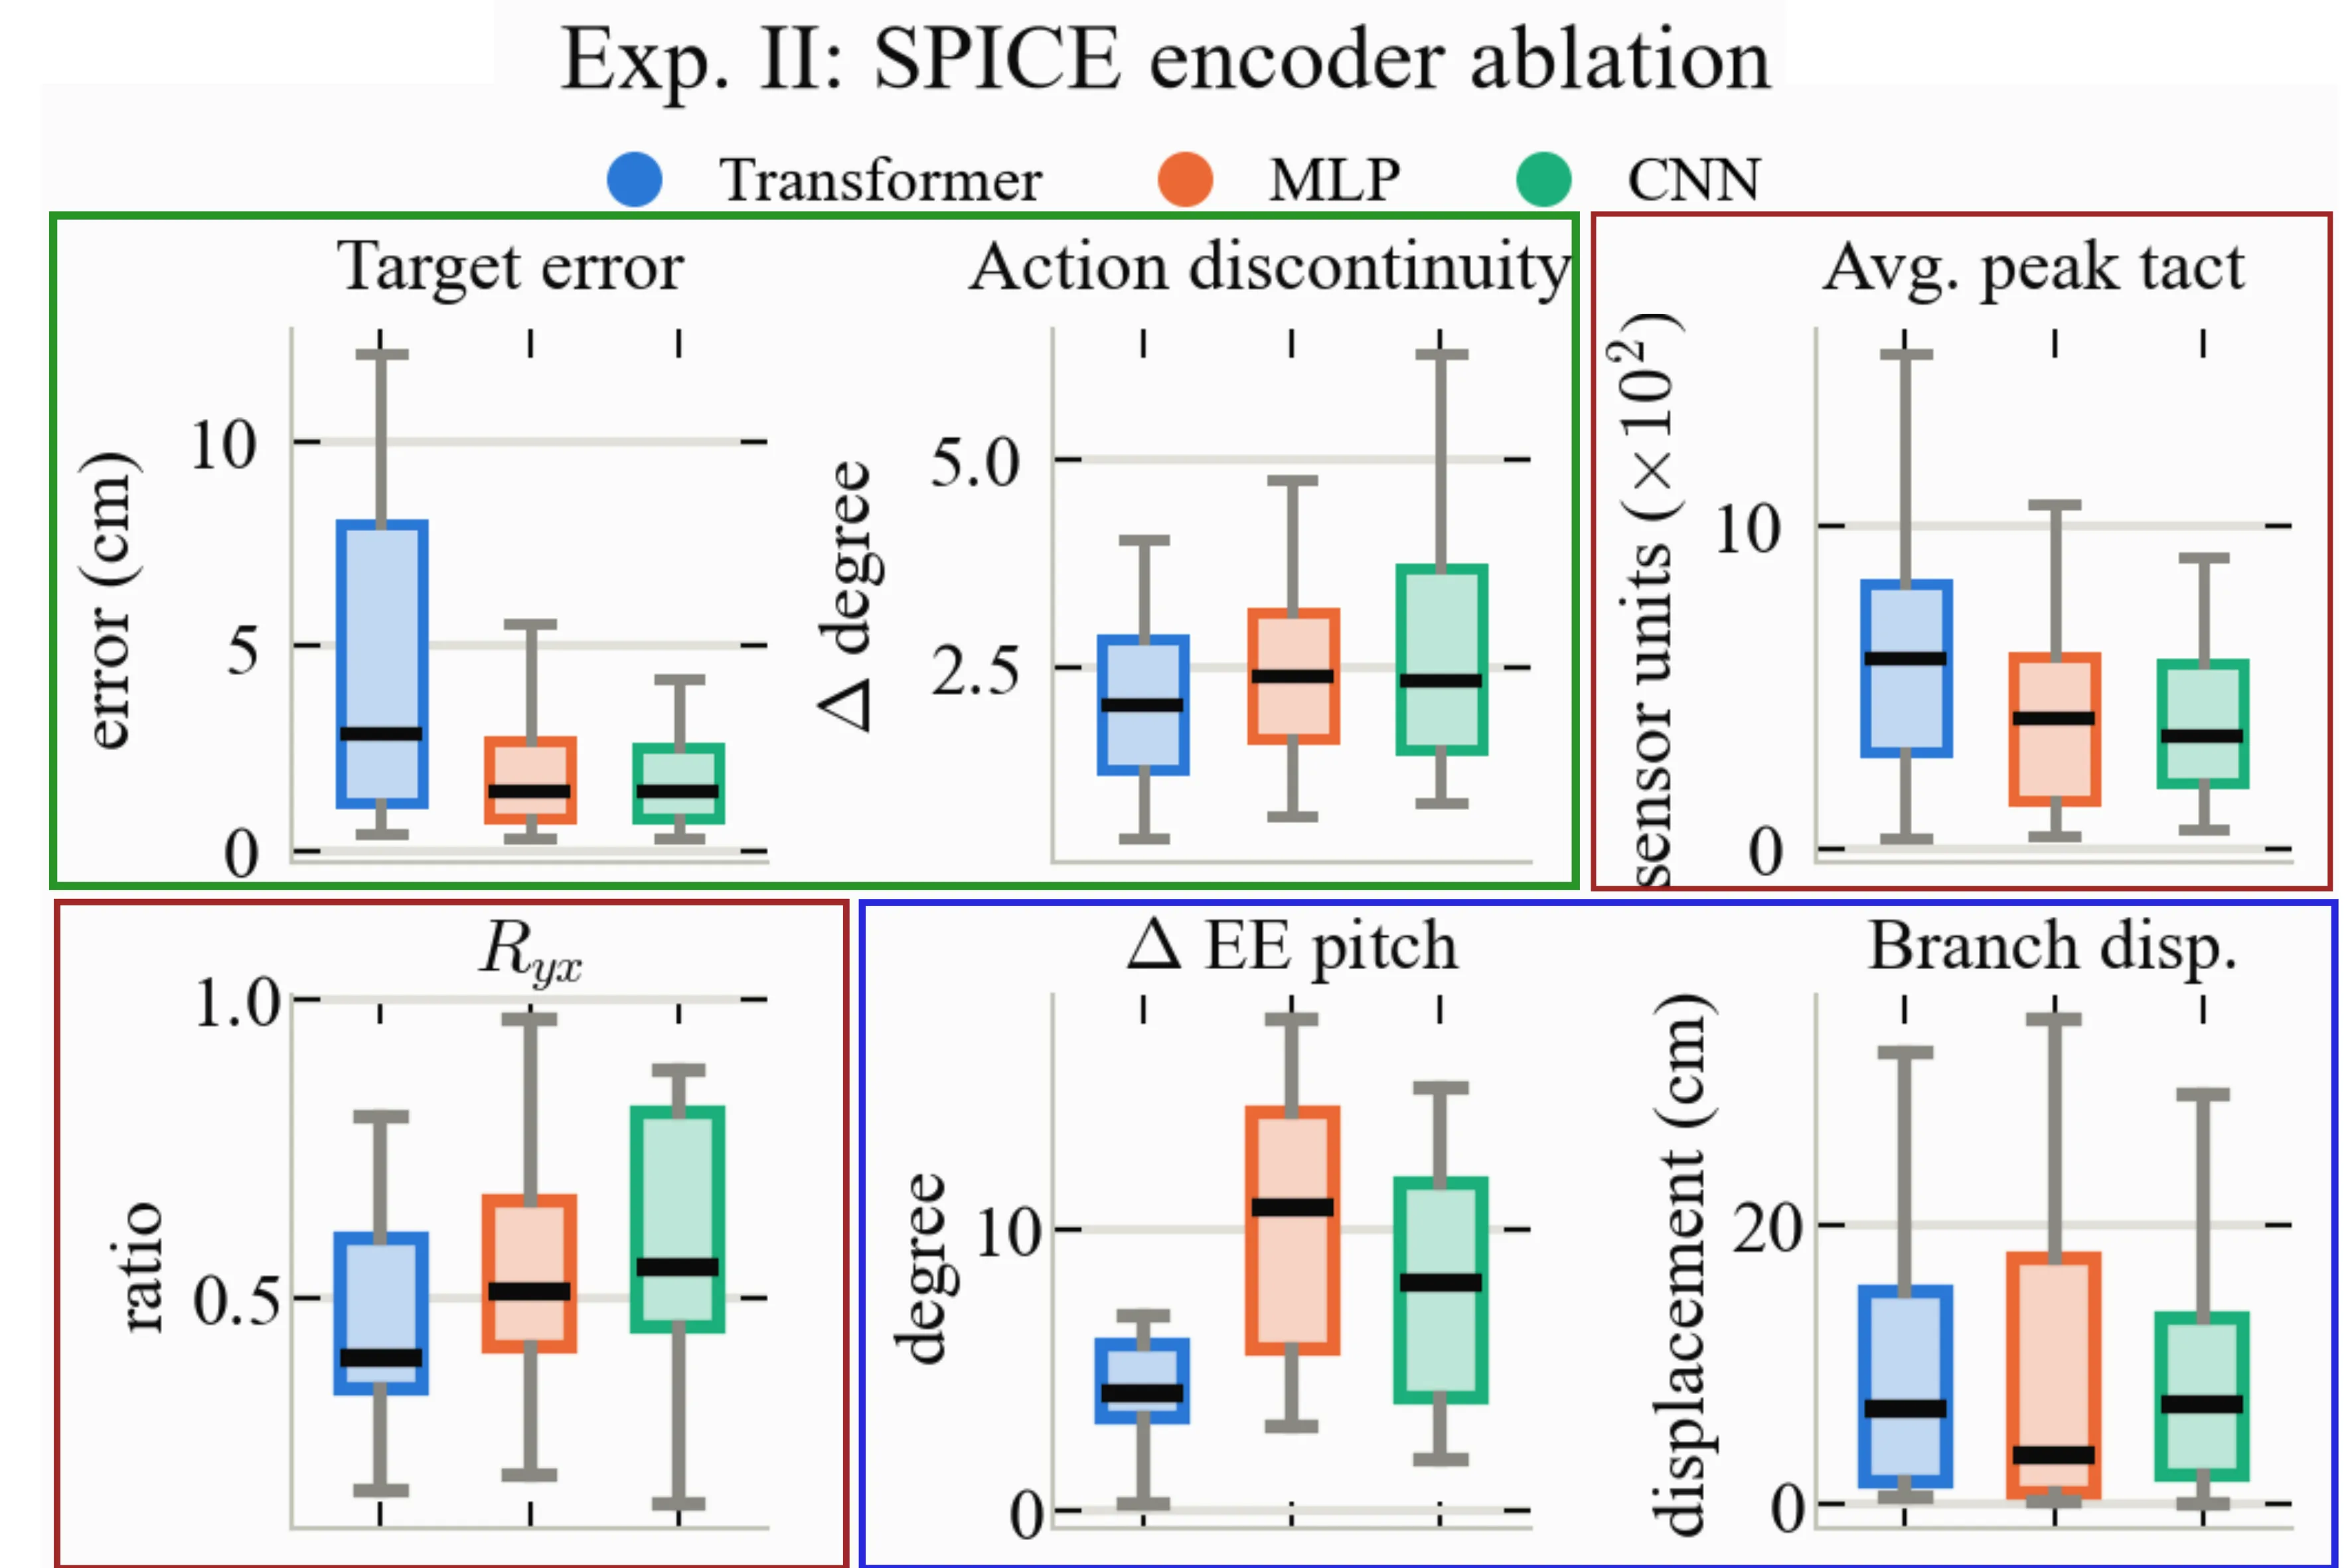 Exp. II: SPICE encoder ablation
Transformer MLP CNN
Target error
error (cm)
10
5
0
Action discontinuity
Δ degree
5.0
2.5
Avg. peak tact
sensor units (×10²)
10
0
R_yx
ratio
1.0
0.5
Δ EE pitch
degree
10
0
Branch disp.
displacement (cm)
20
0